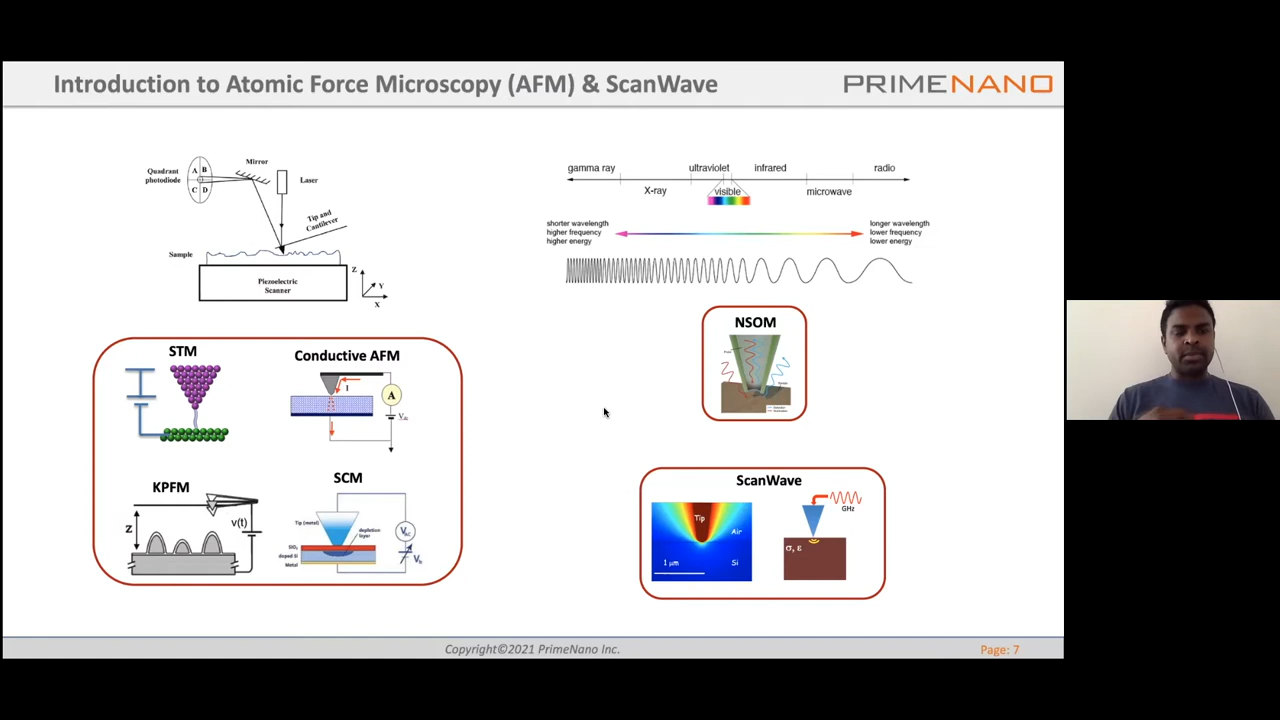 Introduction to Atomic Force Microscopy (AFM) & ScanWave
PRIMENANO
Quadrant
photodiode
A B
C D
Mirror
Laser
Tip and
Cantilever
Sample
Piezoelectric
Scanner
Z
Y
X
gamma ray
ultraviolet
infrared
radio
X-ray
visible
microwave
shorter wavelength
higher frequency
higher energy
longer wavelength
lower frequency
lower energy
STM
Conductive AFM
I
A
KPFM
Z
v(t)
SCM
Tip (metal)
depletion
layer
SiO₂
doped Si
Metal
NSOM
ScanWave
Tip
Air
1 μm
Si
GHz
σ, ε
Copyright©2021 PrimeNano Inc.
Page: 7